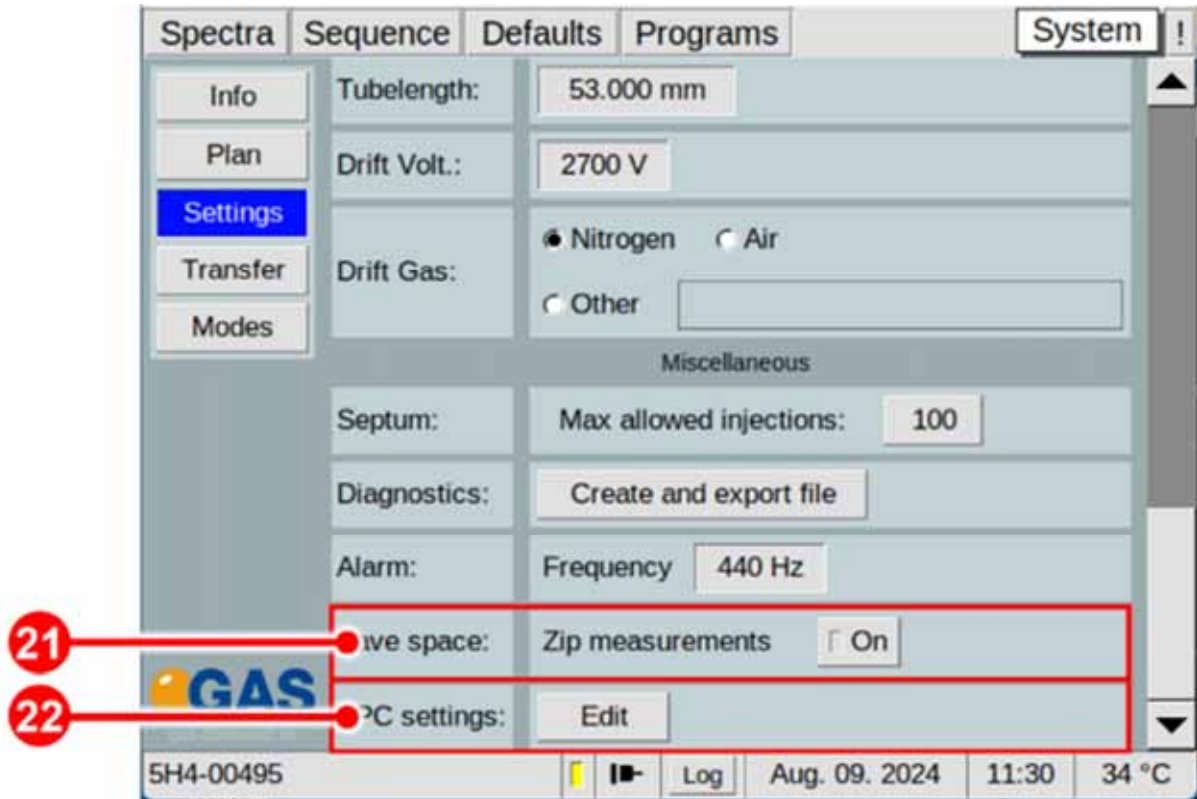 Spectra Sequence Defaults Programs System !
Info
Plan
Settings
Transfer
Modes
Tubelength: 53.000 mm
Drift Volt.: 2700 V
Drift Gas: Nitrogen Air
Other
Miscellaneous
Septum: Max allowed injections: 100
Diagnostics: Create and export file
Alarm: Frequency 440 Hz
21 ave space: Zip measurements On
GAS
22 PC settings: Edit
5H4-00495 Log Aug. 09. 2024 11:30 34 °C